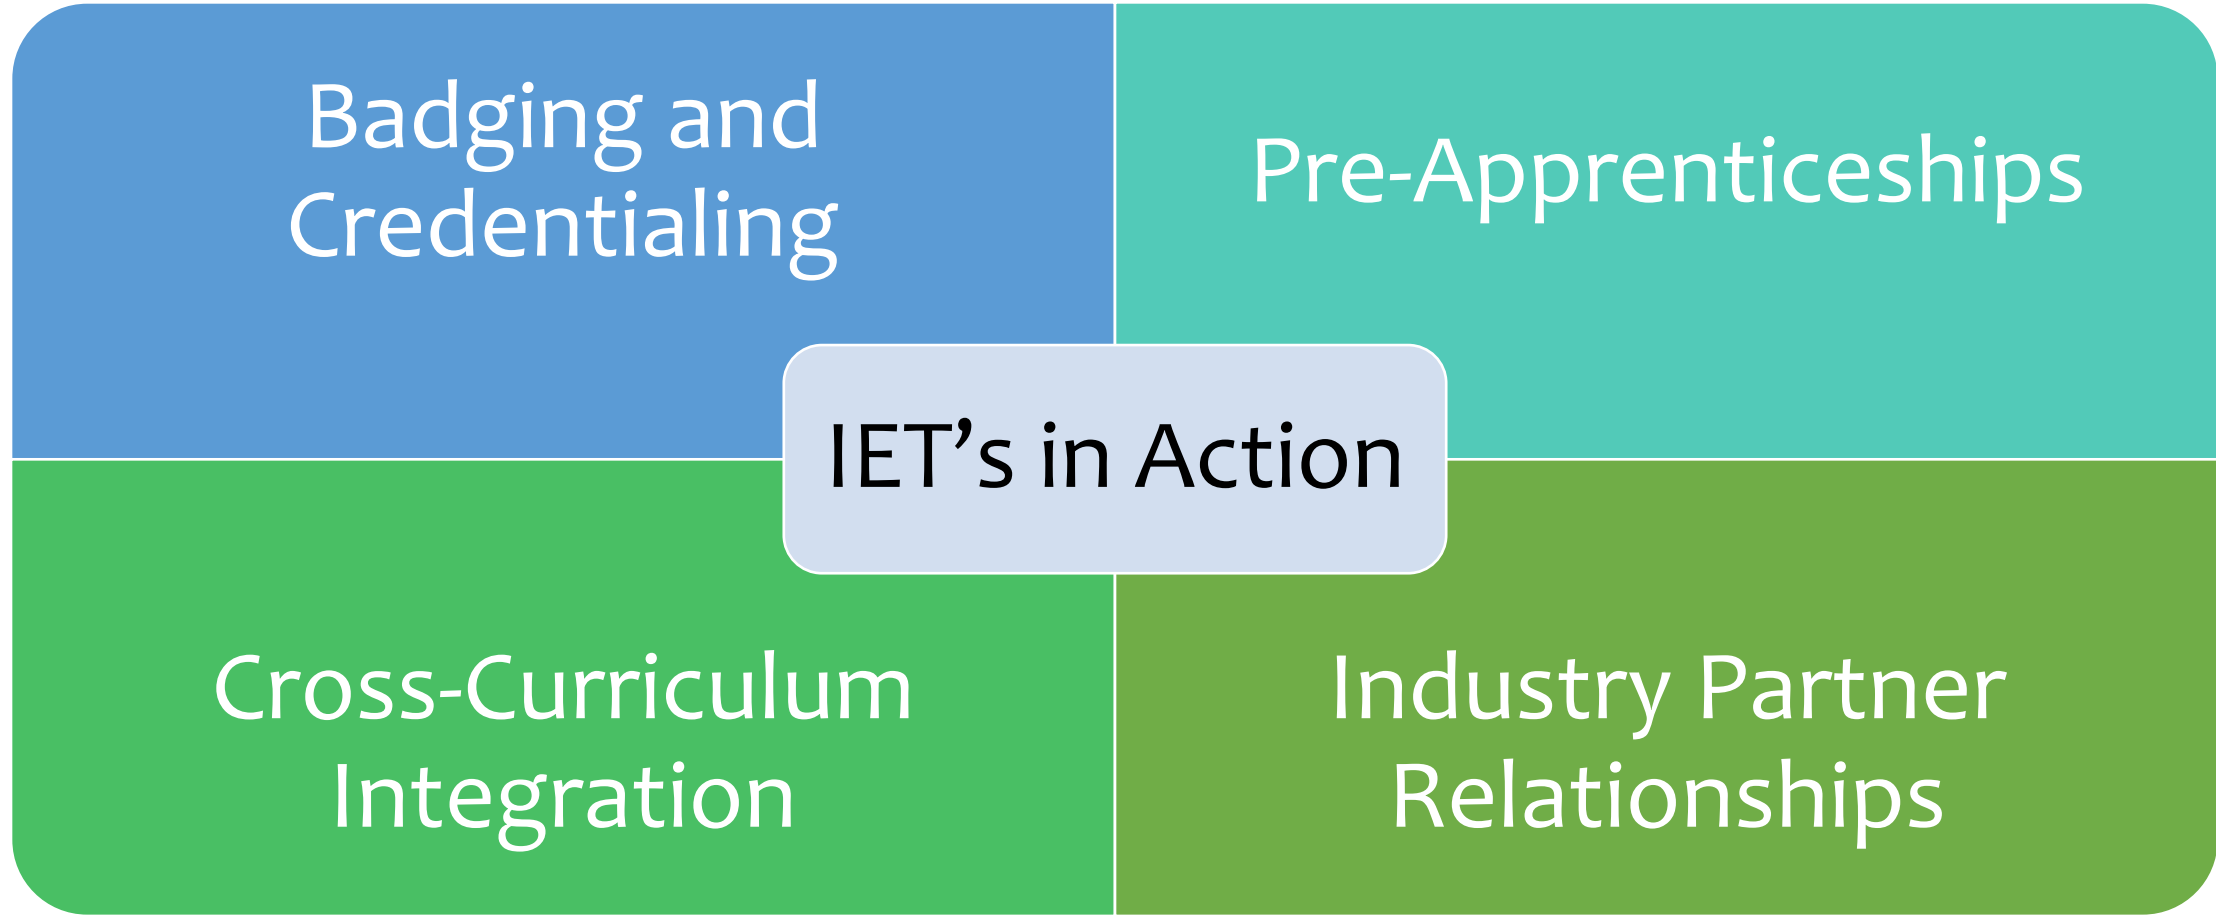 Badging and
Credentialing
Pre-Apprenticeships
IET’s in Action
Cross-Curriculum
Integration
Industry Partner
Relationships